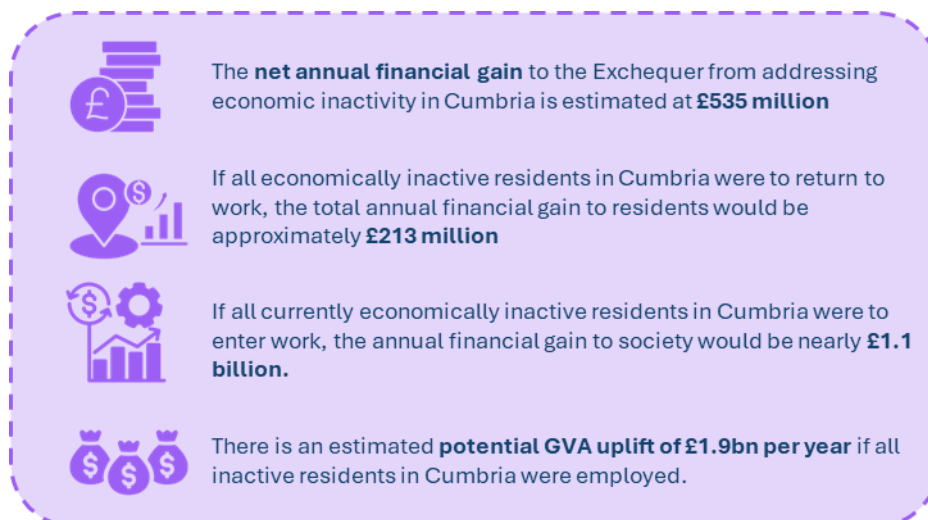 The net annual financial gain to the Exchequer from addressing
economic inactivity in Cumbria is estimated at £535 million
£
If all economically inactive residents in Cumbria were to return to
work, the total annual financial gain to residents would be
approximately £213 million
$
If all currently economically inactive residents in Cumbria were to
enter work, the annual financial gain to society would be nearly £1.1
billion.
$
There is an estimated potential GVA uplift of £1.9bn per year if all
inactive residents in Cumbria were employed.
$ $ $